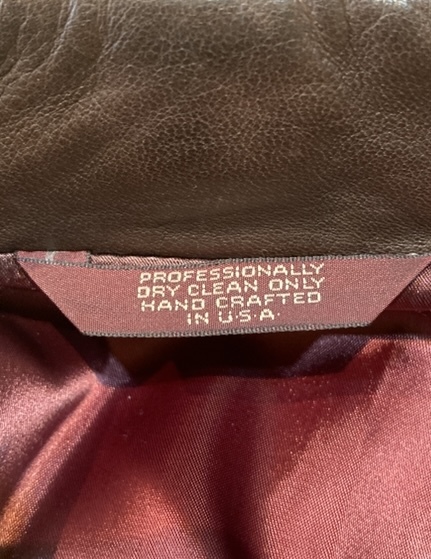 PROFESSIONALLY
DRY CLEAN ONLY
HAND CRAFTED
IN U·S·A·